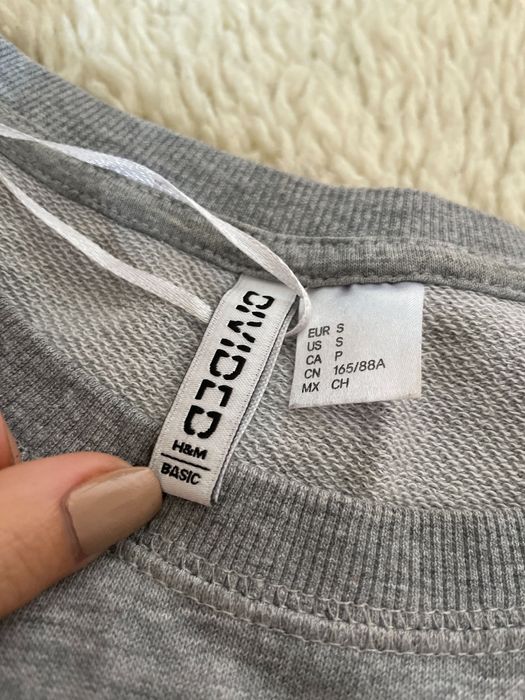 DIVIDED
H&M
BASIC
EUR S
US S
CA P
CN 165/88A
MX CH